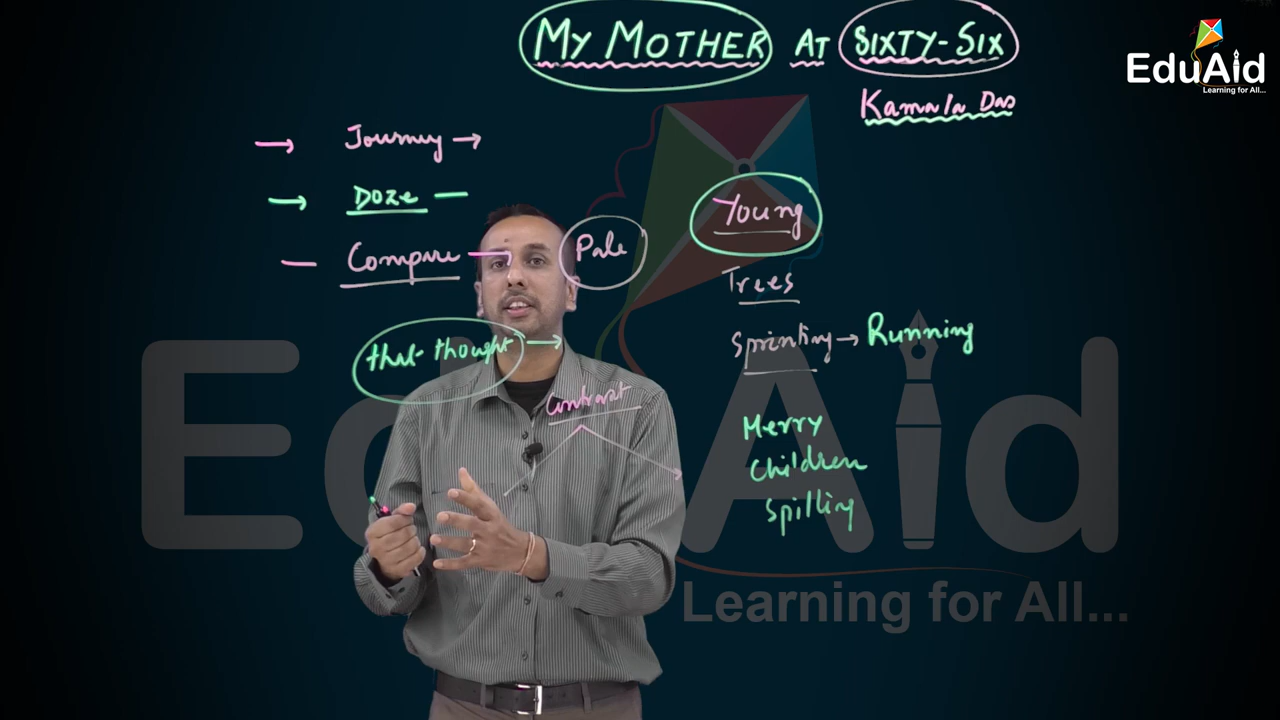 MY MOTHER AT SIXTY-SIX
Kamala Das
EduAid
Learning for All...
Journey →
Doze —
Compare — Pale
that thought →
Contrast
Young
Trees
Sprinting → Running
Merry
Children
Spilling
EduAid
Learning for All...